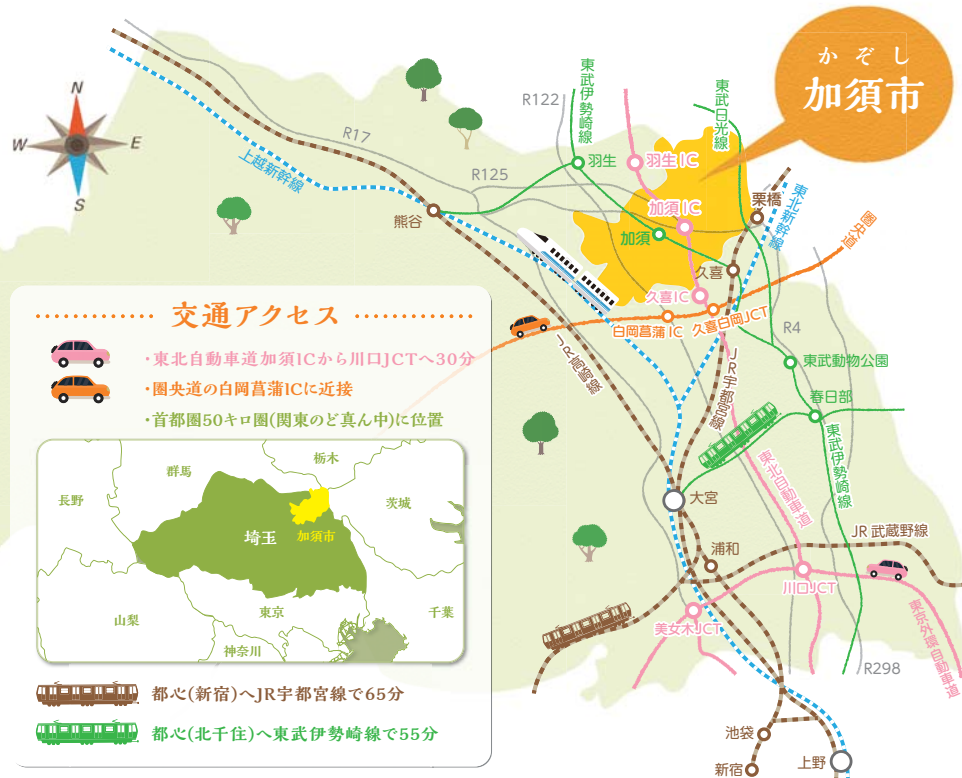 かぞし
加須市
N
W
E
S
東武伊勢崎線
R122
東武日光線
R17
上越新幹線
羽生
羽生IC
R125
加須IC
栗橋
東北新幹線
熊谷
加須
圏央道
久喜
久喜IC
白岡菖蒲IC
久喜白岡JCT
R4
JR高崎線
JR宇都宮線
東武動物公園
春日部
東武伊勢崎線
東北自動車道
大宮
JR武蔵野線
浦和
川口JCT
美女木JCT
東京外環自動車道
R298
池袋
上野
新宿
交通アクセス
・東北自動車道加須ICから川口JCTへ30分
・圏央道の白岡菖蒲ICに近接
・首都圏50キロ圏(関東のど真ん中)に位置
栃木
群馬
長野
茨城
埼玉
加須市
山梨
東京
千葉
神奈川
都心(新宿)へJR宇都宮線で65分
都心(北千住)へ東武伊勢崎線で55分